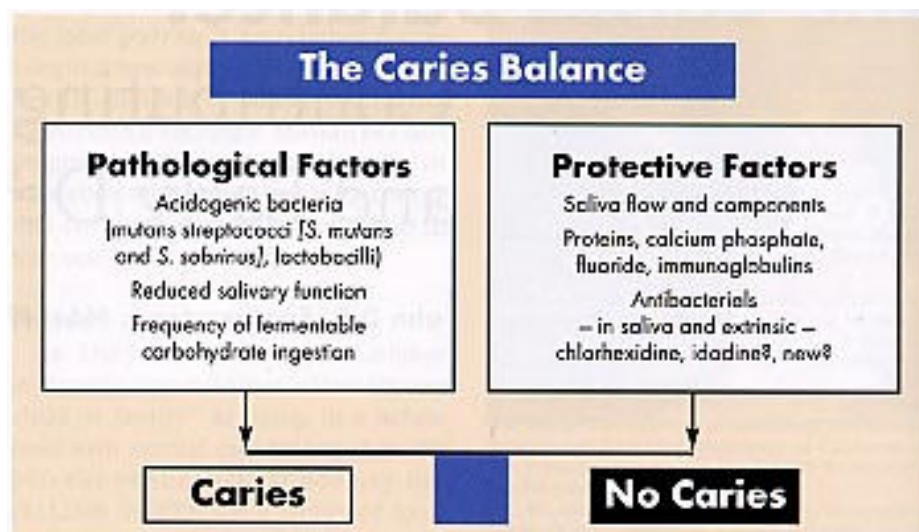 The Caries Balance
Pathological Factors
Acidogenic bacteria
(mutans streptococci [S. mutans
and S. sobrinus], lactobacilli)
Reduced salivary function
Frequency of fermentable
carbohydrate ingestion
Protective Factors
Saliva flow and components
Proteins, calcium phosphate,
fluoride, immunoglobulins
Antibacterials
– in saliva and extrinsic –
chlorhexidine, iodine?, new?
Caries
No Caries